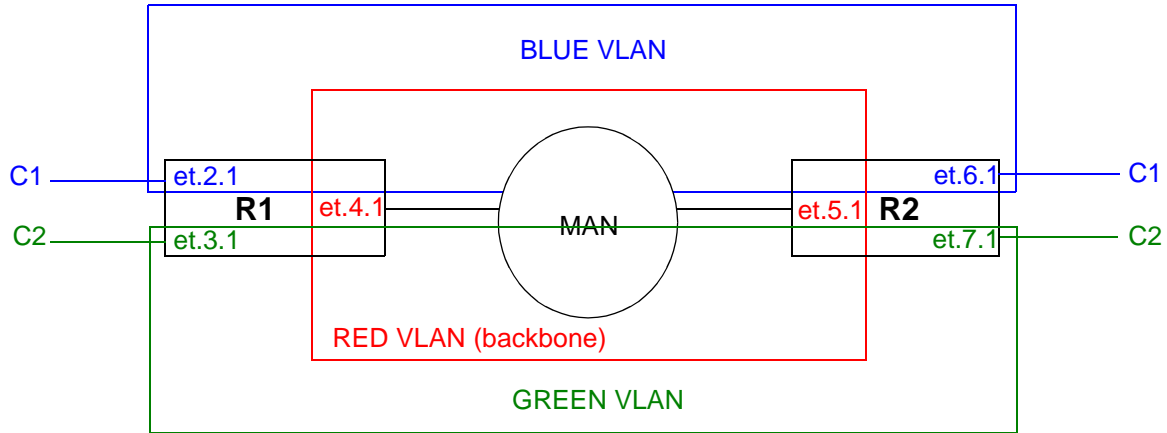 BLUE VLAN
C1
et.2.1
et.6.1
C1
R1
et.4.1
MAN
et.5.1
R2
C2
et.3.1
et.7.1
C2
RED VLAN (backbone)
GREEN VLAN